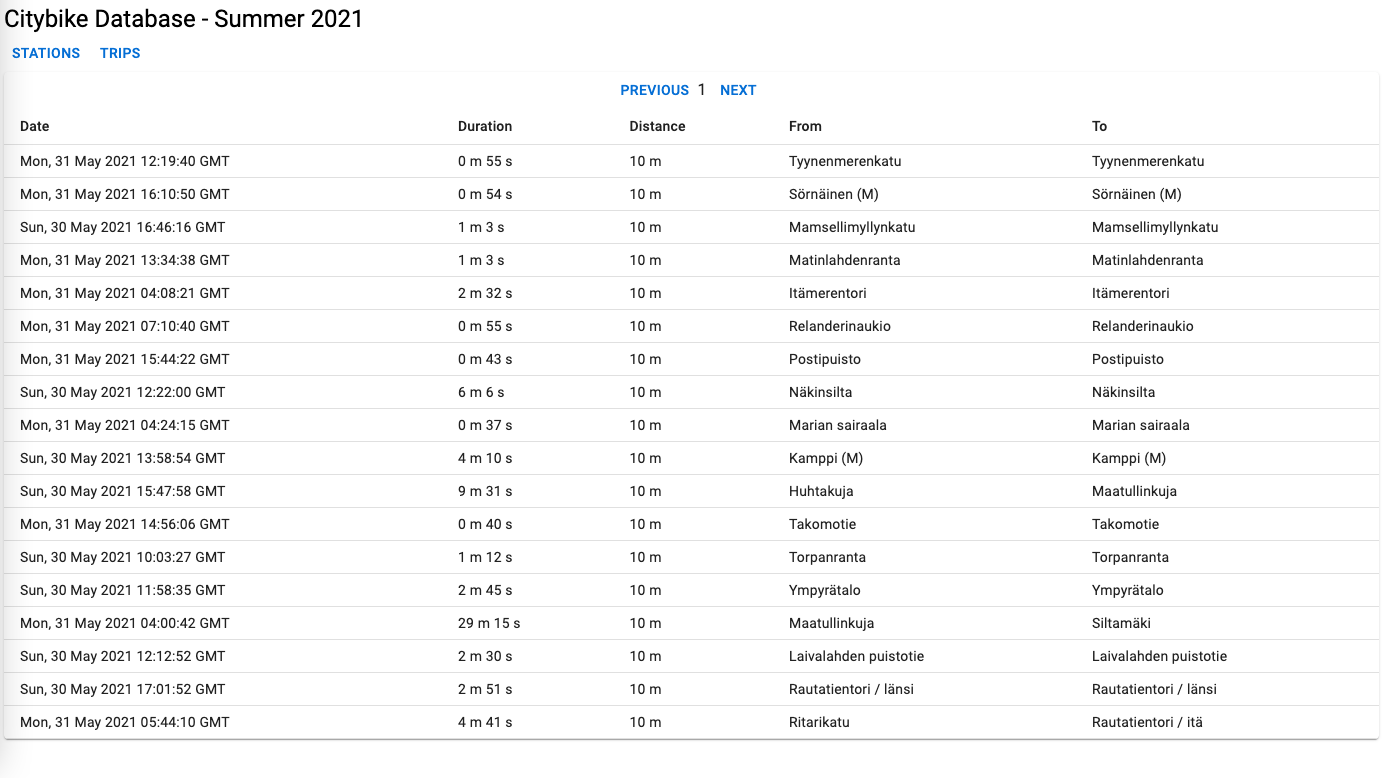 Citybike Database - Summer 2021
STATIONS TRIPS
PREVIOUS 1 NEXT
Date Duration Distance From To
Mon, 31 May 2021 12:19:40 GMT 0 m 55 s 10 m Tyynenmerenkatu Tyynenmerenkatu
Mon, 31 May 2021 16:10:50 GMT 0 m 54 s 10 m Sörnäinen (M) Sörnäinen (M)
Sun, 30 May 2021 16:46:16 GMT 1 m 3 s 10 m Mamsellimyllynkatu Mamsellimyllynkatu
Mon, 31 May 2021 13:34:38 GMT 1 m 3 s 10 m Matinlahdenranta Matinlahdenranta
Mon, 31 May 2021 04:08:21 GMT 2 m 32 s 10 m Itämerentori Itämerentori
Mon, 31 May 2021 07:10:40 GMT 0 m 55 s 10 m Relanderinaukio Relanderinaukio
Mon, 31 May 2021 15:44:22 GMT 0 m 43 s 10 m Postipuisto Postipuisto
Sun, 30 May 2021 12:22:00 GMT 6 m 6 s 10 m Näkinsilta Näkinsilta
Mon, 31 May 2021 04:24:15 GMT 0 m 37 s 10 m Marian sairaala Marian sairaala
Sun, 30 May 2021 13:58:54 GMT 4 m 10 s 10 m Kamppi (M) Kamppi (M)
Sun, 30 May 2021 15:47:58 GMT 9 m 31 s 10 m Huhtakuja Maatullinkuja
Mon, 31 May 2021 14:56:06 GMT 0 m 40 s 10 m Takomotie Takomotie
Sun, 30 May 2021 10:03:27 GMT 1 m 12 s 10 m Torpanranta Torpanranta
Sun, 30 May 2021 11:58:35 GMT 2 m 45 s 10 m Ympyrätalo Ympyrätalo
Mon, 31 May 2021 04:00:42 GMT 29 m 15 s 10 m Maatullinkuja Siltamäki
Sun, 30 May 2021 12:12:52 GMT 2 m 30 s 10 m Laivalahden puistotie Laivalahden puistotie
Sun, 30 May 2021 17:01:52 GMT 2 m 51 s 10 m Rautatientori / länsi Rautatientori / länsi
Mon, 31 May 2021 05:44:10 GMT 4 m 41 s 10 m Ritarikatu Rautatientori / itä